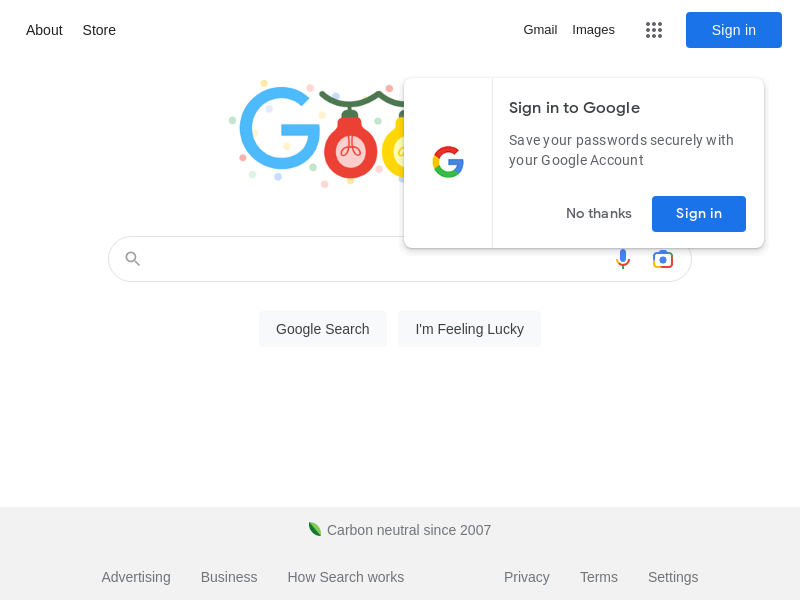 About Store Gmail Images Sign in
Sign in to Google
Save your passwords securely with
your Google Account
No thanks Sign in
Google Search I'm Feeling Lucky
Carbon neutral since 2007
Advertising Business How Search works Privacy Terms Settings